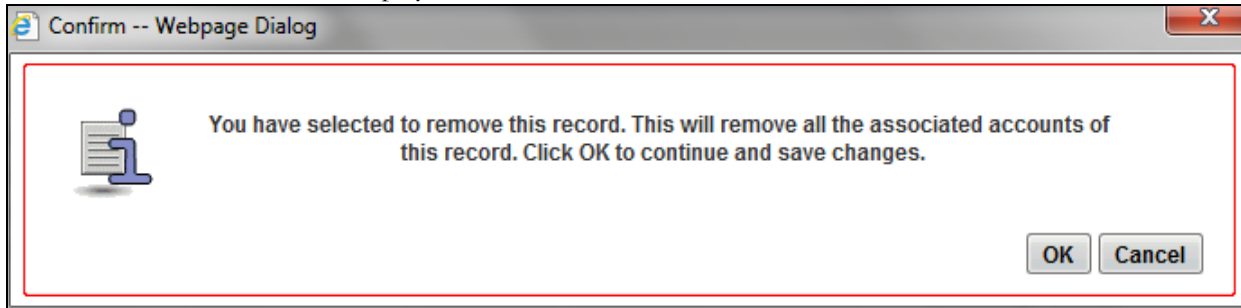 Confirm -- Webpage Dialog
You have selected to remove this record. This will remove all the associated accounts of
this record. Click OK to continue and save changes.
OK Cancel